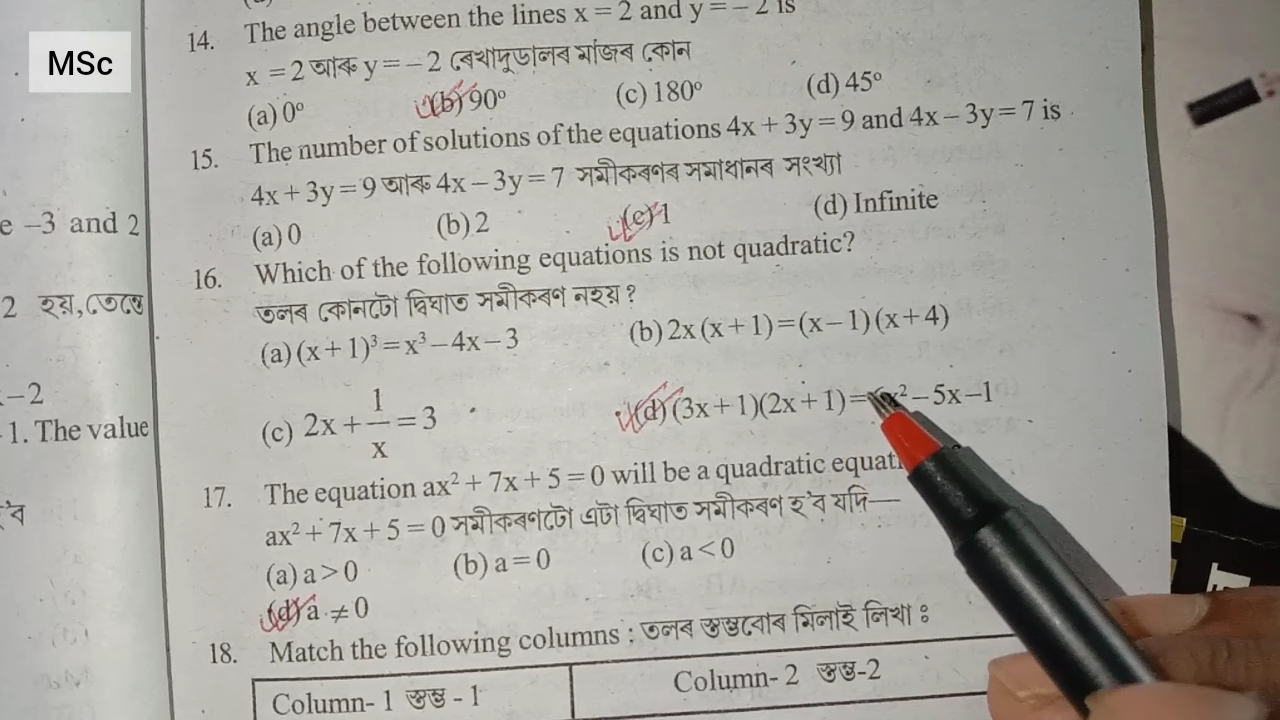 MSc
14. The angle between the lines x = 2 and y = – 2 is
x = 2 আৰু y = – 2 ৰেখাদুডালৰ মাজৰ কোন
(a) 0° (b) 90° (c) 180° (d) 45°
15. The number of solutions of the equations 4x + 3y = 9 and 4x – 3y = 7 is
4x + 3y = 9 আৰু 4x – 3y = 7 সমীকৰণৰ সমাধানৰ সংখ্যা
(a) 0 (b) 2 (c) 1 (d) Infinite
16. Which of the following equations is not quadratic?
তলৰ কোনটো দ্বিঘাত সমীকৰণ নহয় ?
(a) (x + 1)³ = x³ – 4x – 3 (b) 2x (x + 1) = (x – 1) (x + 4)
(c) 2x + 1/x = 3 (d) (3x + 1)(2x + 1) = x² – 5x – 1
17. The equation ax² + 7x + 5 = 0 will be a quadratic
ax² + 7x + 5 = 0 সমীকৰণটো এটা দ্বিঘাত সমীকৰণ হ'ব যদি—
(a) a > 0 (b) a = 0 (c) a < 0
(d) a ≠ 0
18. Match the following columns ; তলৰ স্তম্ভবোৰ মিলাই লিখা ঃ
Column- 1 স্তম্ভ - 1 Column- 2 স্তম্ভ-2
e –3 and 2
2 হয়, তেন্তে
–2
1. The value